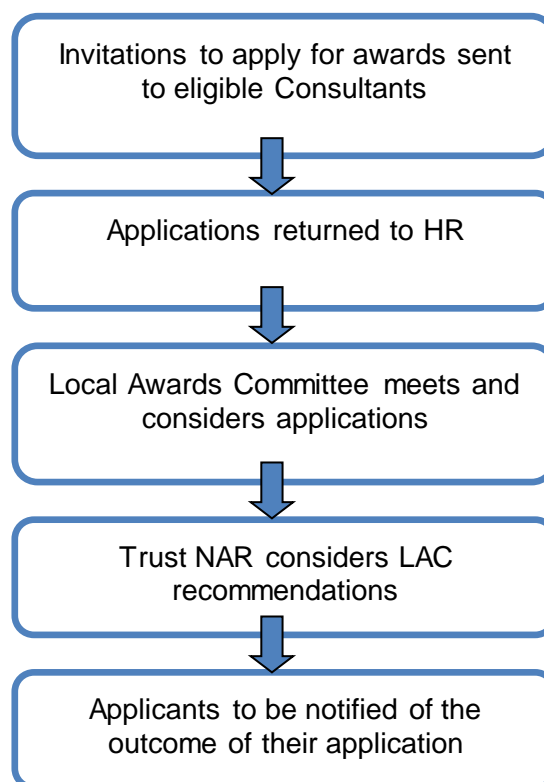 Invitations to apply for awards sent
to eligible Consultants
Applications returned to HR
Local Awards Committee meets and
considers applications
Trust NAR considers LAC
recommendations
Applicants to be notified of the
outcome of their application